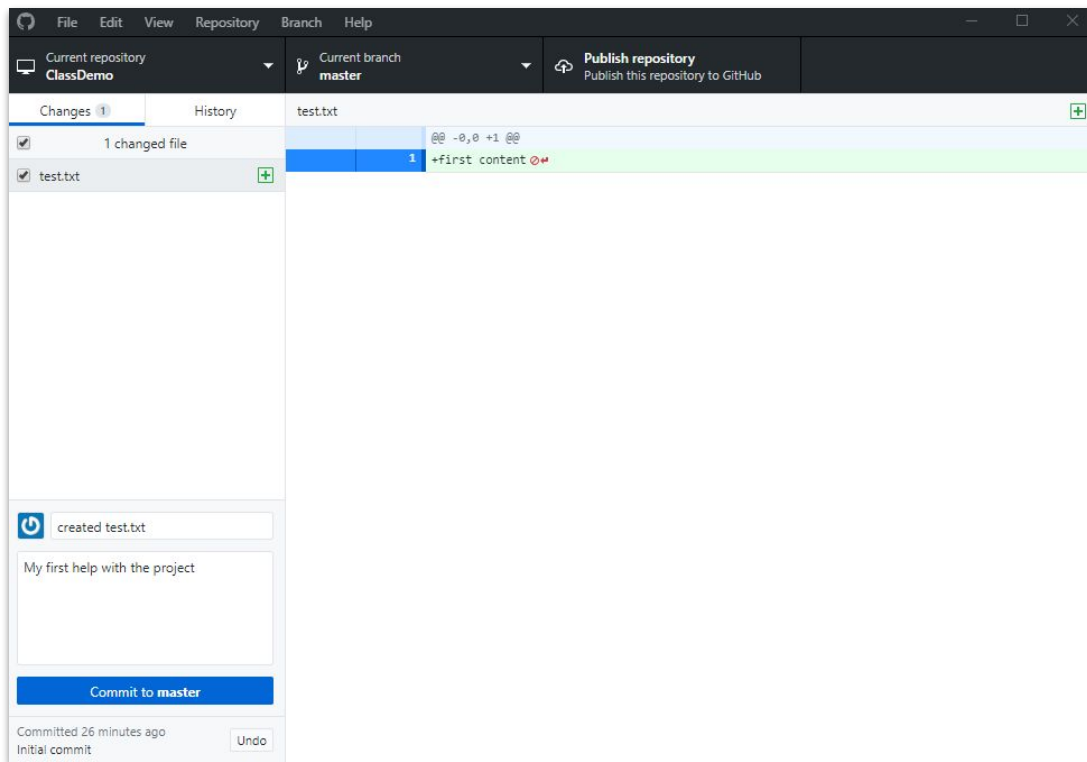 File Edit View Repository Branch Help
Current repository
ClassDemo
Current branch
master
Publish repository
Publish this repository to GitHub
Changes 1 History
test.txt
1 changed file
@@ -0,0 +1 @@
1 +first content
test.txt
created test.txt
My first help with the project
Commit to master
Committed 26 minutes ago
Initial commit
Undo